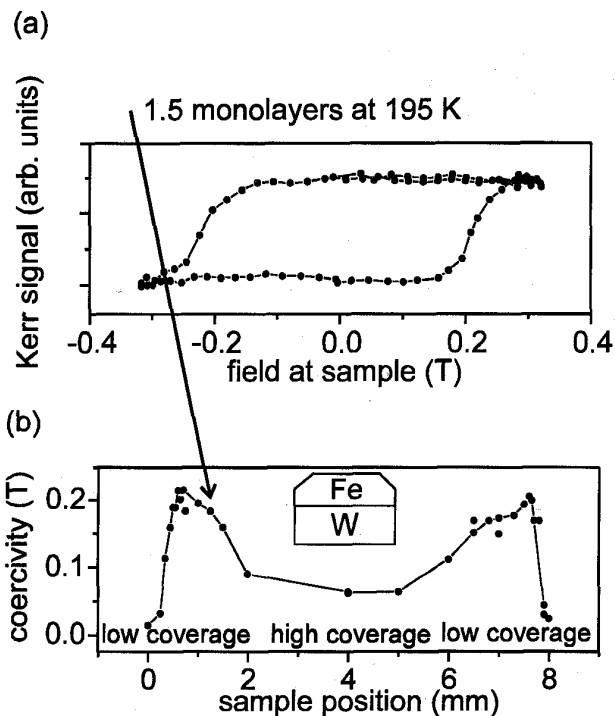 (a)
1.5 monolayers at 195 K
Kerr signal (arb. units)
-0.4 -0.2 0.0 0.2 0.4
field at sample (T)
(b)
Fe
W
coercivity (T)
0.2
0.1
0.0
low coverage high coverage low coverage
0 2 4 6 8
sample position (mm)